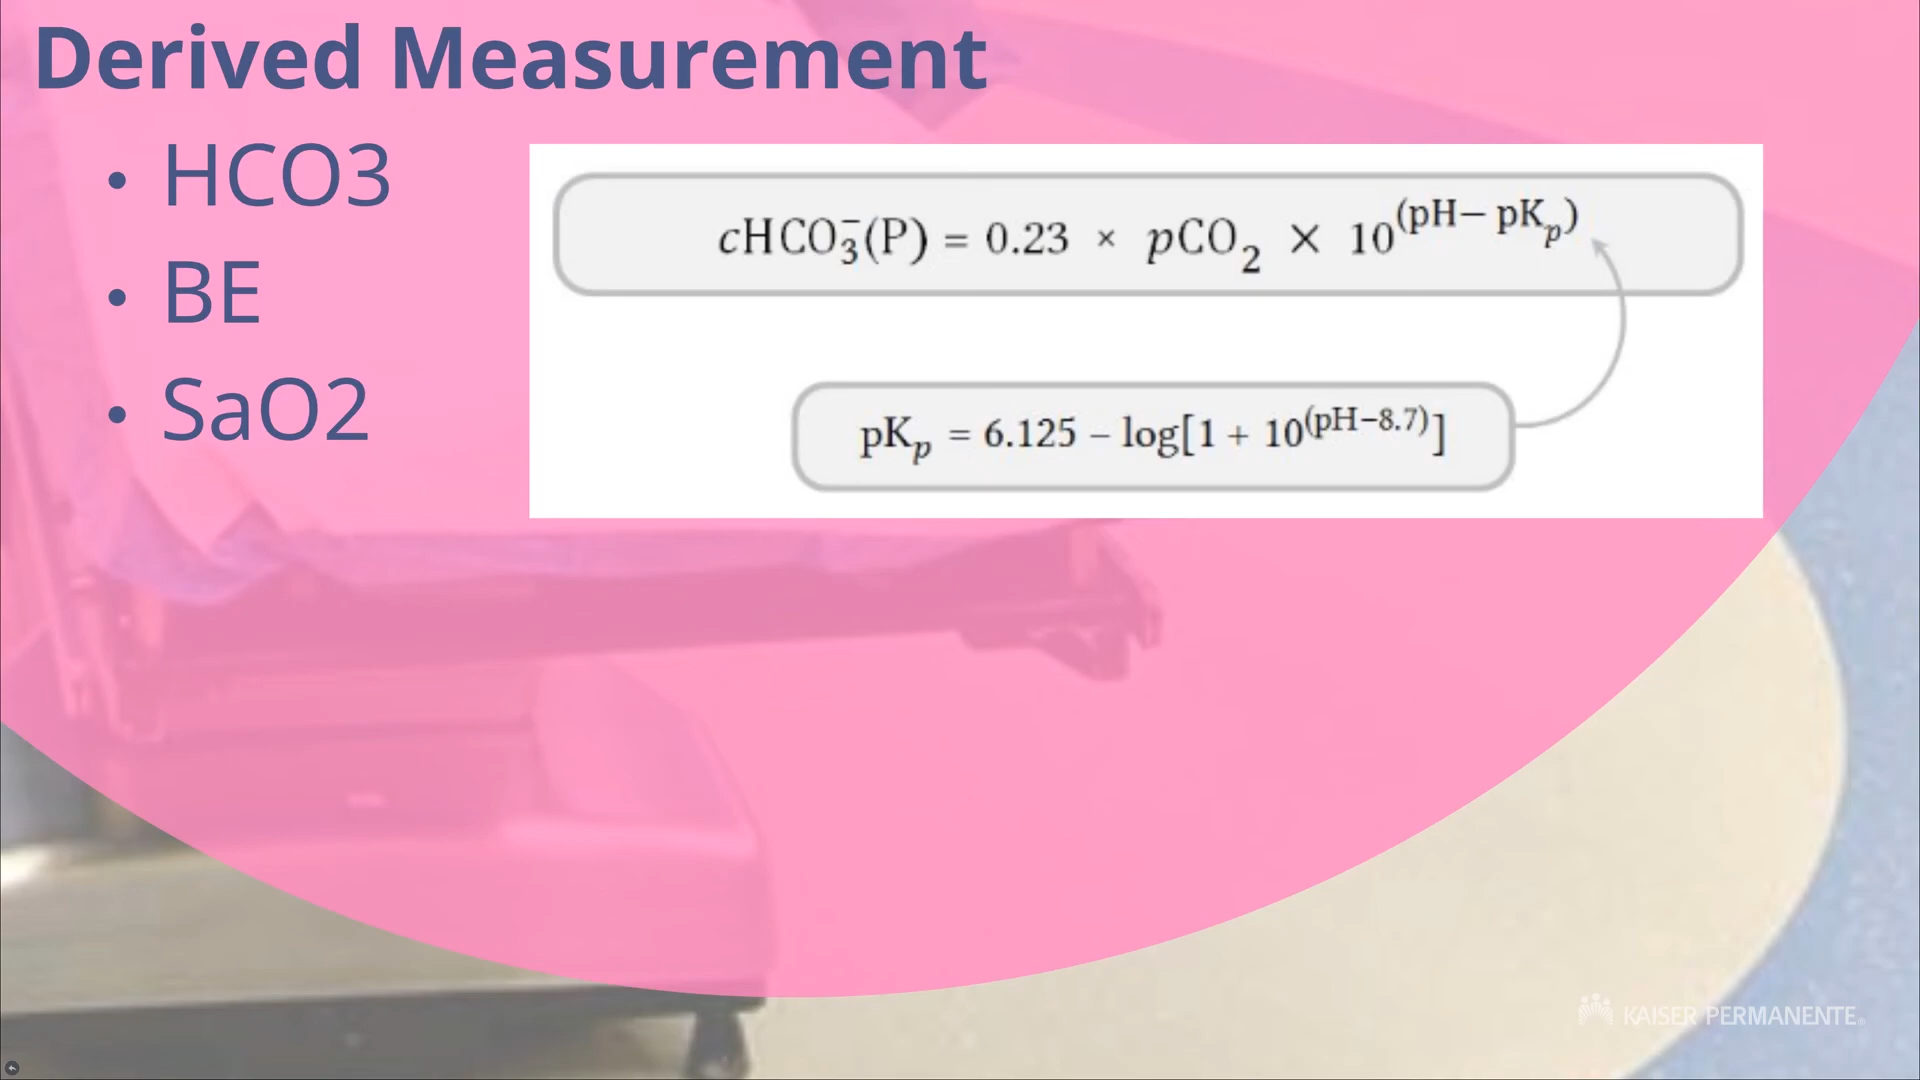 Derived Measurement
• HCO3
• BE
• SaO2
cHCO₃⁻(P) = 0.23 × pCO₂ × 10^(pH− pKₚ)
pKₚ = 6.125 − log[1 + 10^(pH−8.7)]
KAISER PERMANENTE®